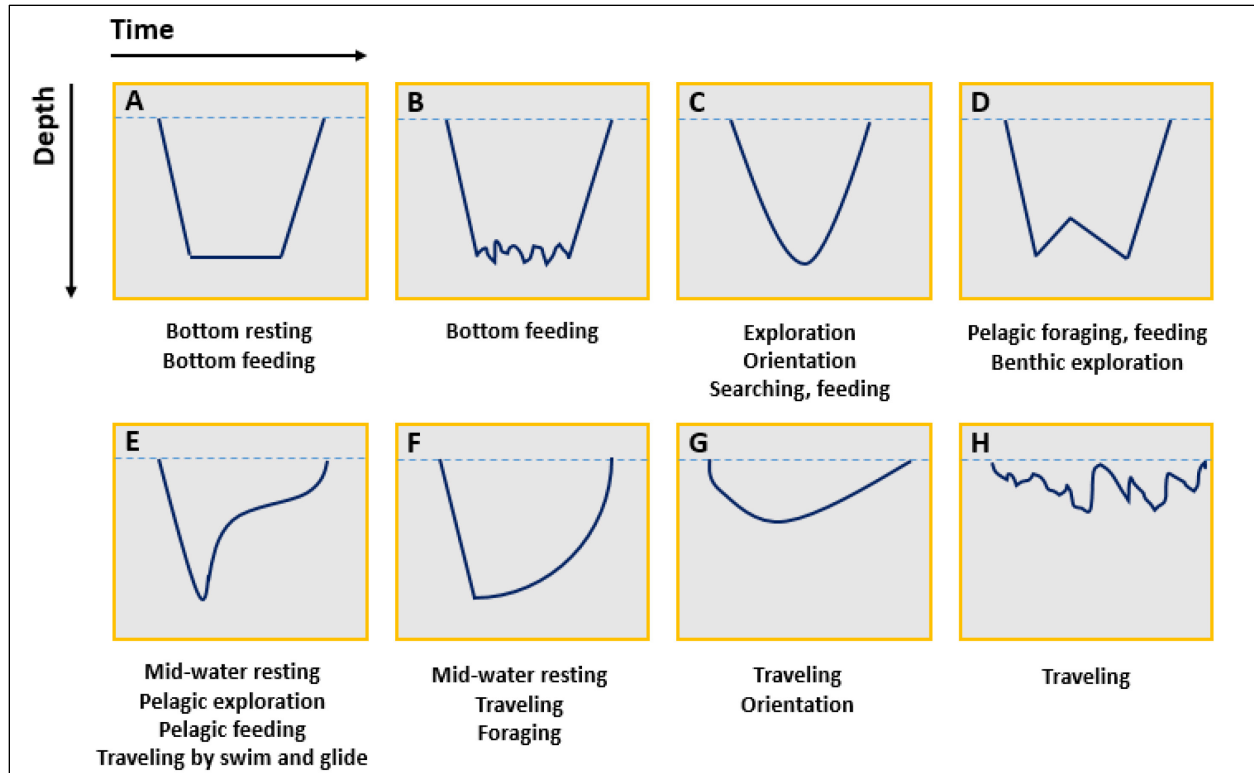 Time
Depth
A
Bottom resting
Bottom feeding
B
Bottom feeding
C
Exploration
Orientation
Searching, feeding
D
Pelagic foraging, feeding
Benthic exploration
E
Mid-water resting
Pelagic exploration
Pelagic feeding
Traveling by swim and glide
F
Mid-water resting
Traveling
Foraging
G
Traveling
Orientation
H
Traveling